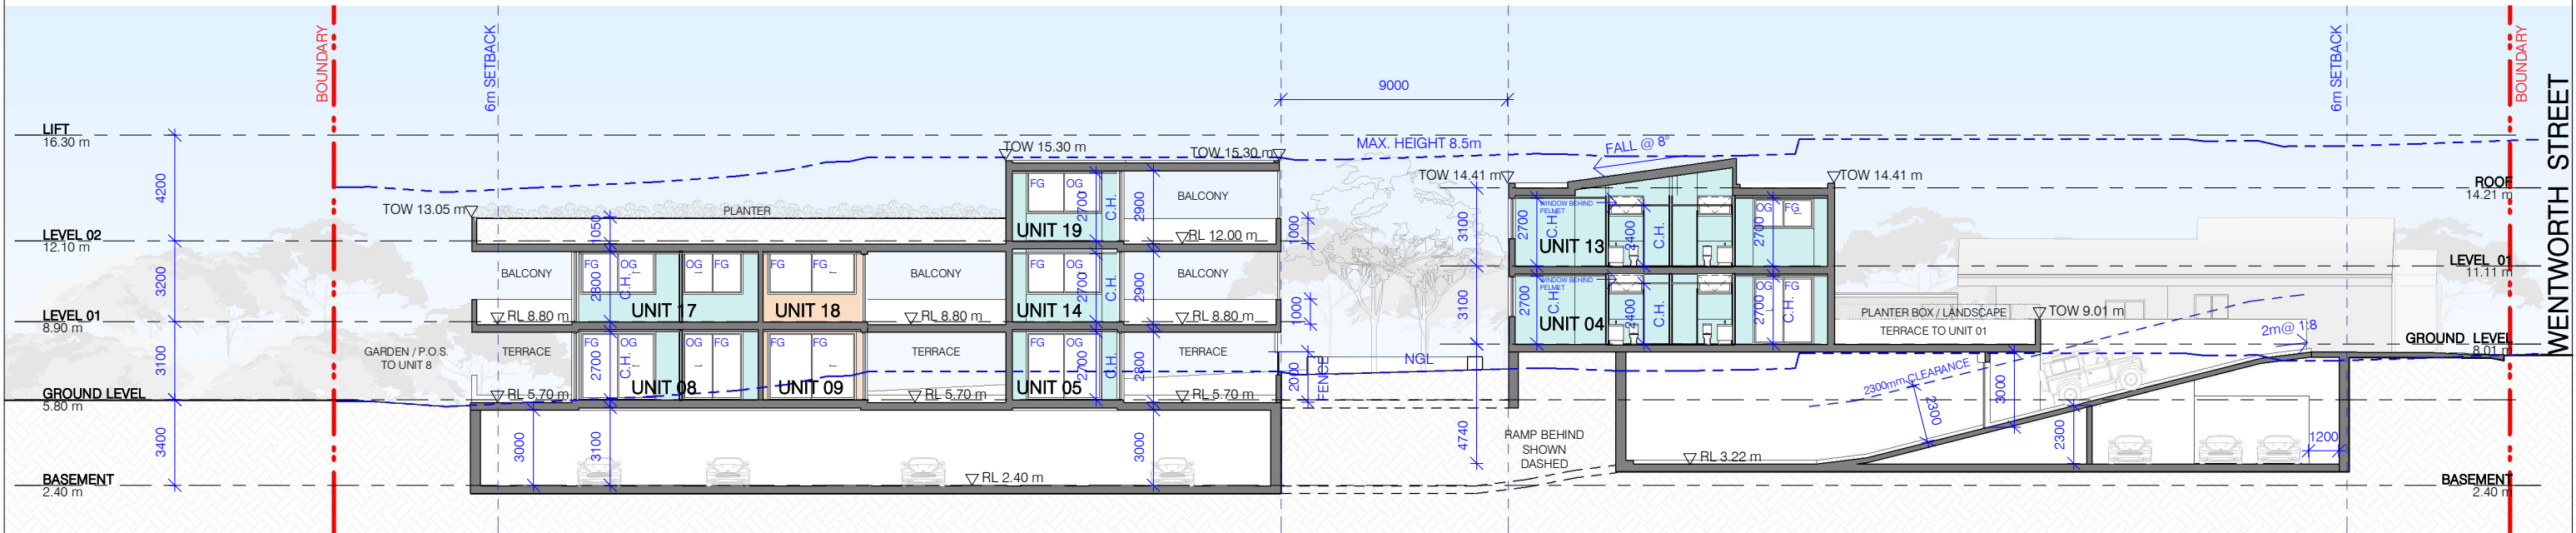 BOUNDARY
6m SETBACK
9000
6m SETBACK
BOUNDARY
WENTWORTH STREET
LIFT
16.30 m
4200
LEVEL 02
12.10 m
3200
LEVEL 01
8.90 m
3100
GROUND LEVEL
5.80 m
3400
BASEMENT
2.40 m
TOW 13.05 m
PLANTER
1050
TOW 15.30 m
TOW 15.30 m
FG
OG
2700
C.H.
2900
BALCONY
UNIT 19
RL 12.00 m
1000
BALCONY
FG
OG
OG
FG
FG
FG
2800
C.H.
UNIT 17
UNIT 18
BALCONY
FG
OG
2700
C.H.
2900
BALCONY
UNIT 14
RL 8.80 m
RL 8.80 m
RL 8.80 m
1000
GARDEN / P.O.S.
TO UNIT 8
TERRACE
FG
OG
OG
FG
FG
FG
2700
C.H.
UNIT 08
UNIT 09
TERRACE
FG
OG
2700
C.H.
2800
TERRACE
UNIT 05
RL 5.70 m
RL 5.70 m
RL 5.70 m
2000
FENCE
3000
3100
3000
RL 2.40 m
MAX. HEIGHT 8.5m
FALL @ 8°
TOW 14.41 m
TOW 14.41 m
3100
2700
WINDOW BEHIND
PELMET
C.H.
UNIT 13
2400
C.H.
2700
OG
FG
3100
2700
WINDOW BEHIND
PELMET
C.H.
UNIT 04
2400
C.H.
2700
OG
FG
C.H.
NGL
4740
RAMP BEHIND
SHOWN
DASHED
RL 3.22 m
PLANTER BOX / LANDSCAPE
TERRACE TO UNIT 01
TOW 9.01 m
2300mm CLEARANCE
2300
3000
2300
2m@ 1:8
1200
ROOF
14.21 m
LEVEL 01
11.11 m
GROUND LEVEL
8.01 m
BASEMENT
2.40 m